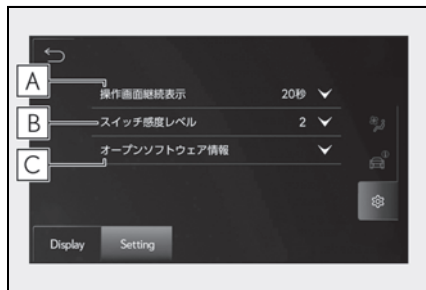 A
操作画面継続表示 20秒
B
スイッチ感度レベル 2
C
オープンソフトウェア情報
Display Setting